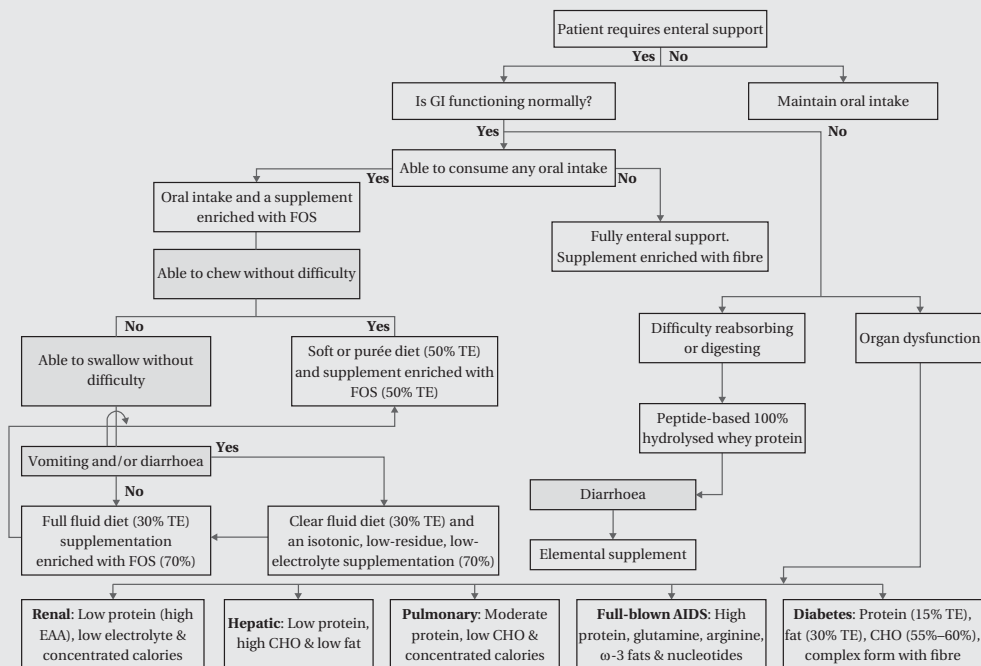 Patient requires enteral support
Yes No
Is GI functioning normally?
Maintain oral intake
Yes
No
Able to consume any oral intake
Yes
No
Oral intake and a supplement
enriched with FOS
Fully enteral support.
Supplement enriched with fibre
Able to chew without difficulty
No
Yes
Able to swallow without
difficulty
Soft or purée diet (50% TE)
and supplement enriched with
FOS (50% TE)
Difficulty reabsorbing
or digesting
Organ dysfunction
Peptide-based 100%
hydrolysed whey protein
Vomiting and/or diarrhoea
Yes
No
Diarrhoea
Full fluid diet (30% TE)
supplementation
enriched with FOS (70%)
Clear fluid diet (30% TE) and
an isotonic, low-residue, low-
electrolyte supplementation (70%)
Elemental supplement
Renal: Low protein (high
EAA), low electrolyte &
concentrated calories
Hepatic: Low protein,
high CHO & low fat
Pulmonary: Moderate
protein, low CHO &
concentrated calories
Full-blown AIDS: High
protein, glutamine, arginine,
ω-3 fats & nucleotides
Diabetes: Protein (15% TE),
fat (30% TE), CHO (55%–60%),
complex form with fibre